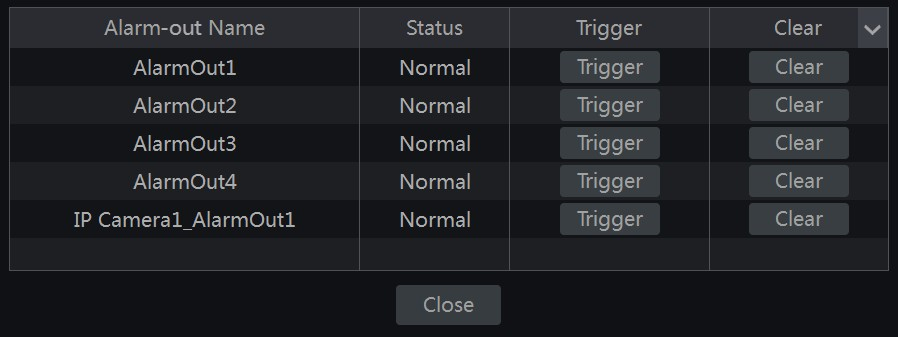 Alarm-out Name Status Trigger Clear
AlarmOut1 Normal Trigger Clear
AlarmOut2 Normal Trigger Clear
AlarmOut3 Normal Trigger Clear
AlarmOut4 Normal Trigger Clear
IP Camera1_AlarmOut1 Normal Trigger Clear
Close